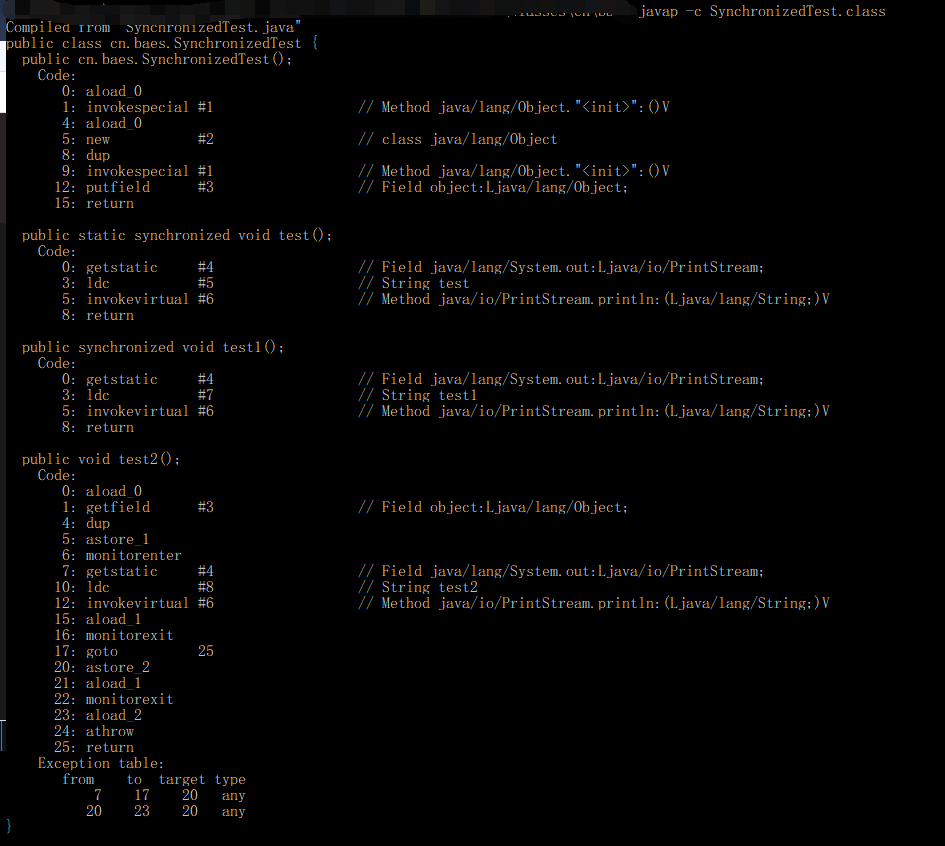 javap -c SynchronizedTest.class
Compiled from "SynchronizedTest.java"
public class cn.baes.SynchronizedTest {
  public cn.baes.SynchronizedTest();
    Code:
       0: aload_0
       1: invokespecial #1                  // Method java/lang/Object."<init>":()V
       4: aload_0
       5: new           #2                  // class java/lang/Object
       8: dup
       9: invokespecial #1                  // Method java/lang/Object."<init>":()V
      12: putfield      #3                  // Field object:Ljava/lang/Object;
      15: return

  public static synchronized void test();
    Code:
       0: getstatic     #4                  // Field java/lang/System.out:Ljava/io/PrintStream;
       3: ldc           #5                  // String test
       5: invokevirtual #6                  // Method java/io/PrintStream.println:(Ljava/lang/String;)V
       8: return

  public synchronized void test1();
    Code:
       0: getstatic     #4                  // Field java/lang/System.out:Ljava/io/PrintStream;
       3: ldc           #7                  // String test1
       5: invokevirtual #6                  // Method java/io/PrintStream.println:(Ljava/lang/String;)V
       8: return

  public void test2();
    Code:
       0: aload_0
       1: getfield      #3                  // Field object:Ljava/lang/Object;
       4: dup
       5: astore_1
       6: monitorenter
       7: getstatic     #4                  // Field java/lang/System.out:Ljava/io/PrintStream;
      10: ldc           #8                  // String test2
      12: invokevirtual #6                  // Method java/io/PrintStream.println:(Ljava/lang/String;)V
      15: aload_1
      16: monitorexit
      17: goto          25
      20: astore_2
      21: aload_1
      22: monitorexit
      23: aload_2
      24: athrow
      25: return
    Exception table:
       from    to  target type
           7    17    20   any
          20    23    20   any
}